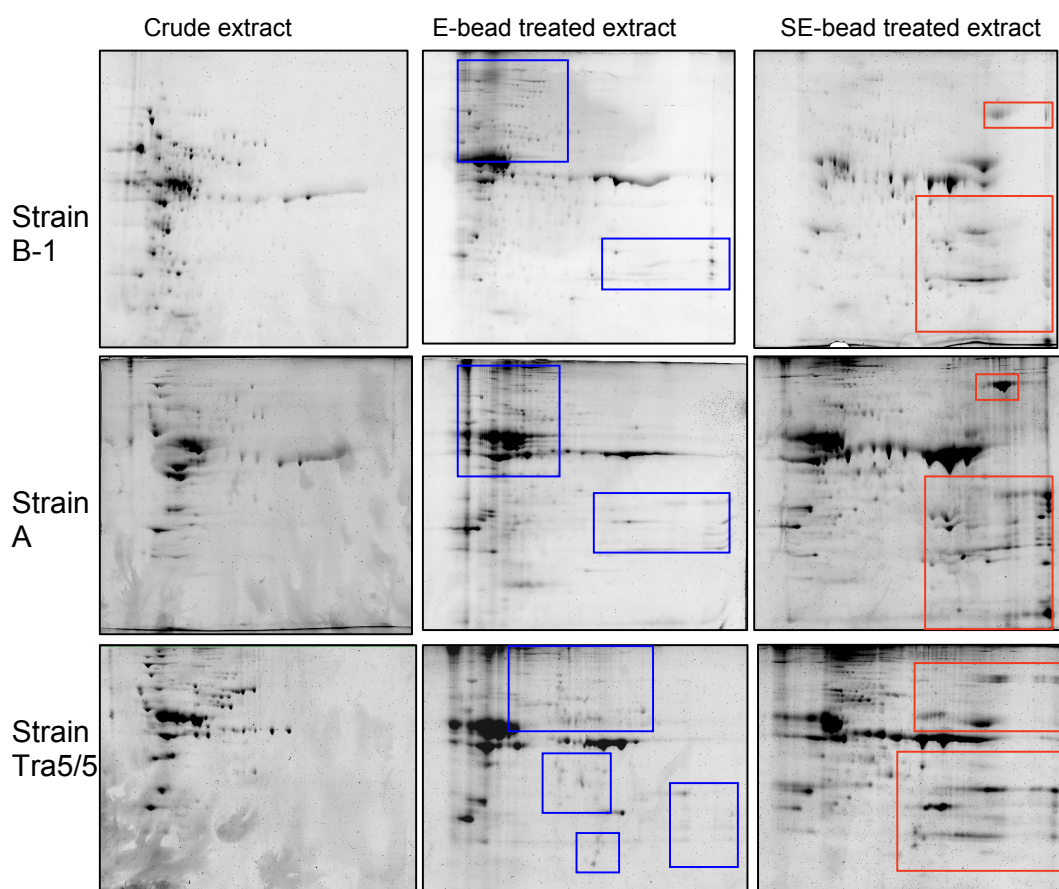 Crude extract
E-bead treated extract
SE-bead treated extract
Strain
B-1
Strain
A
Strain
Tra5/5